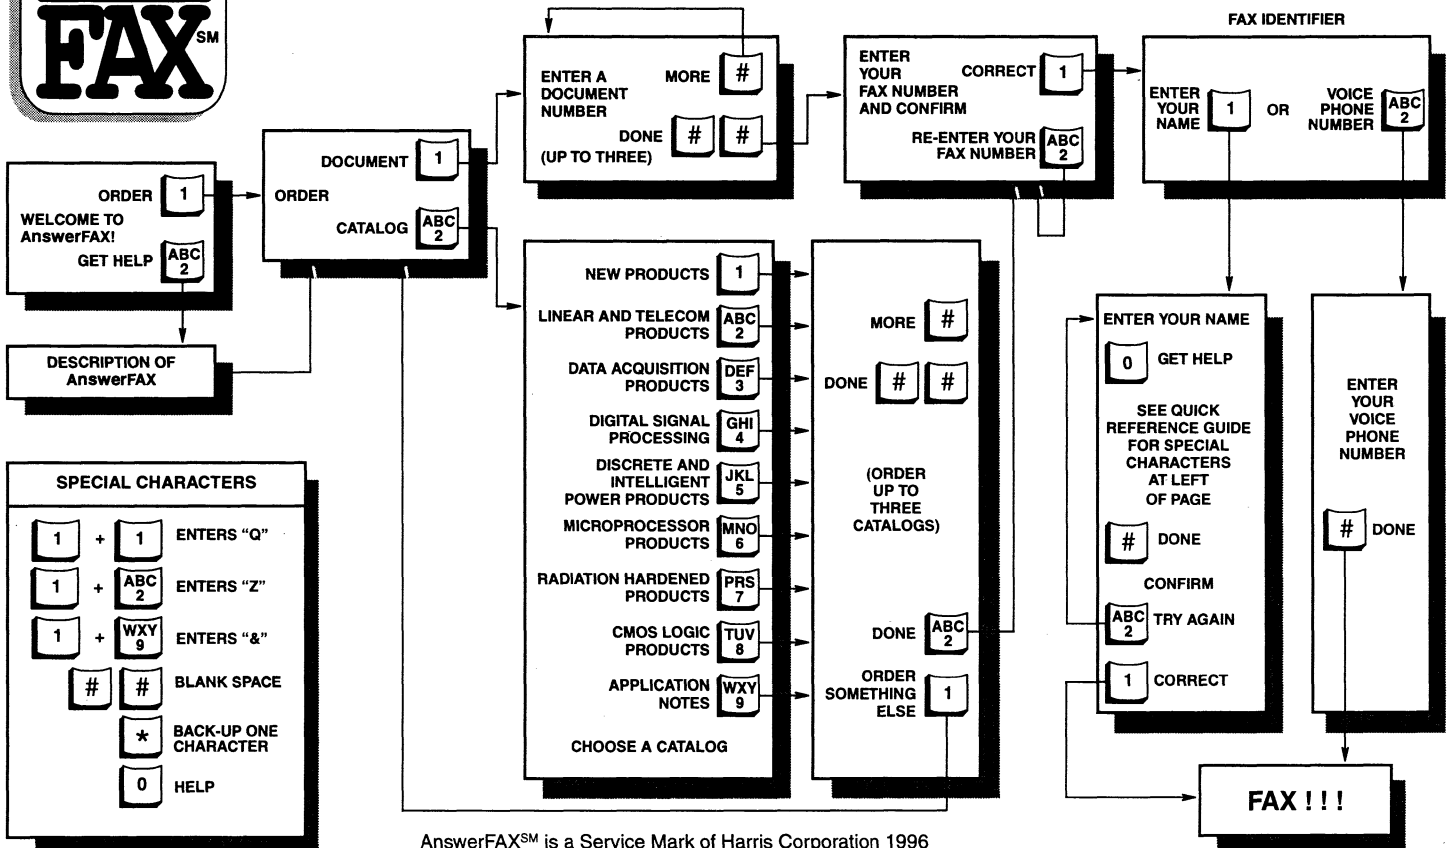 FAX SM
WELCOME TO
AnswerFAX!
ORDER 1
GET HELP ABC 2
DESCRIPTION OF
AnswerFAX
ORDER
DOCUMENT 1
CATALOG ABC 2
ENTER A
DOCUMENT
NUMBER
MORE #
DONE # #
(UP TO THREE)
ENTER
YOUR
FAX NUMBER
AND CONFIRM
CORRECT 1
RE-ENTER YOUR
FAX NUMBER ABC 2
FAX IDENTIFIER
ENTER
YOUR
NAME 1
OR
VOICE
PHONE
NUMBER ABC 2
NEW PRODUCTS 1
LINEAR AND TELECOM
PRODUCTS ABC 2
DATA ACQUISITION
PRODUCTS DEF 3
DIGITAL SIGNAL
PROCESSING GHI 4
DISCRETE AND
INTELLIGENT
POWER PRODUCTS JKL 5
MICROPROCESSOR
PRODUCTS MNO 6
RADIATION HARDENED
PRODUCTS PRS 7
CMOS LOGIC
PRODUCTS TUV 8
APPLICATION
NOTES WXY 9
CHOOSE A CATALOG
MORE #
DONE # #
(ORDER
UP TO
THREE
CATALOGS)
DONE ABC 2
ORDER
SOMETHING
ELSE 1
ENTER YOUR NAME
0 GET HELP
SEE QUICK
REFERENCE GUIDE
FOR SPECIAL
CHARACTERS
AT LEFT
OF PAGE
# DONE
CONFIRM
ABC 2 TRY AGAIN
1 CORRECT
ENTER
YOUR
VOICE
PHONE
NUMBER
# DONE
FAX ! ! !
SPECIAL CHARACTERS
1 + 1 ENTERS “Q”
1 + ABC 2 ENTERS “Z”
1 + WXY 9 ENTERS “&”
# # BLANK SPACE
* BACK-UP ONE
CHARACTER
0 HELP
AnswerFAX℠ is a Service Mark of Harris Corporation 1996